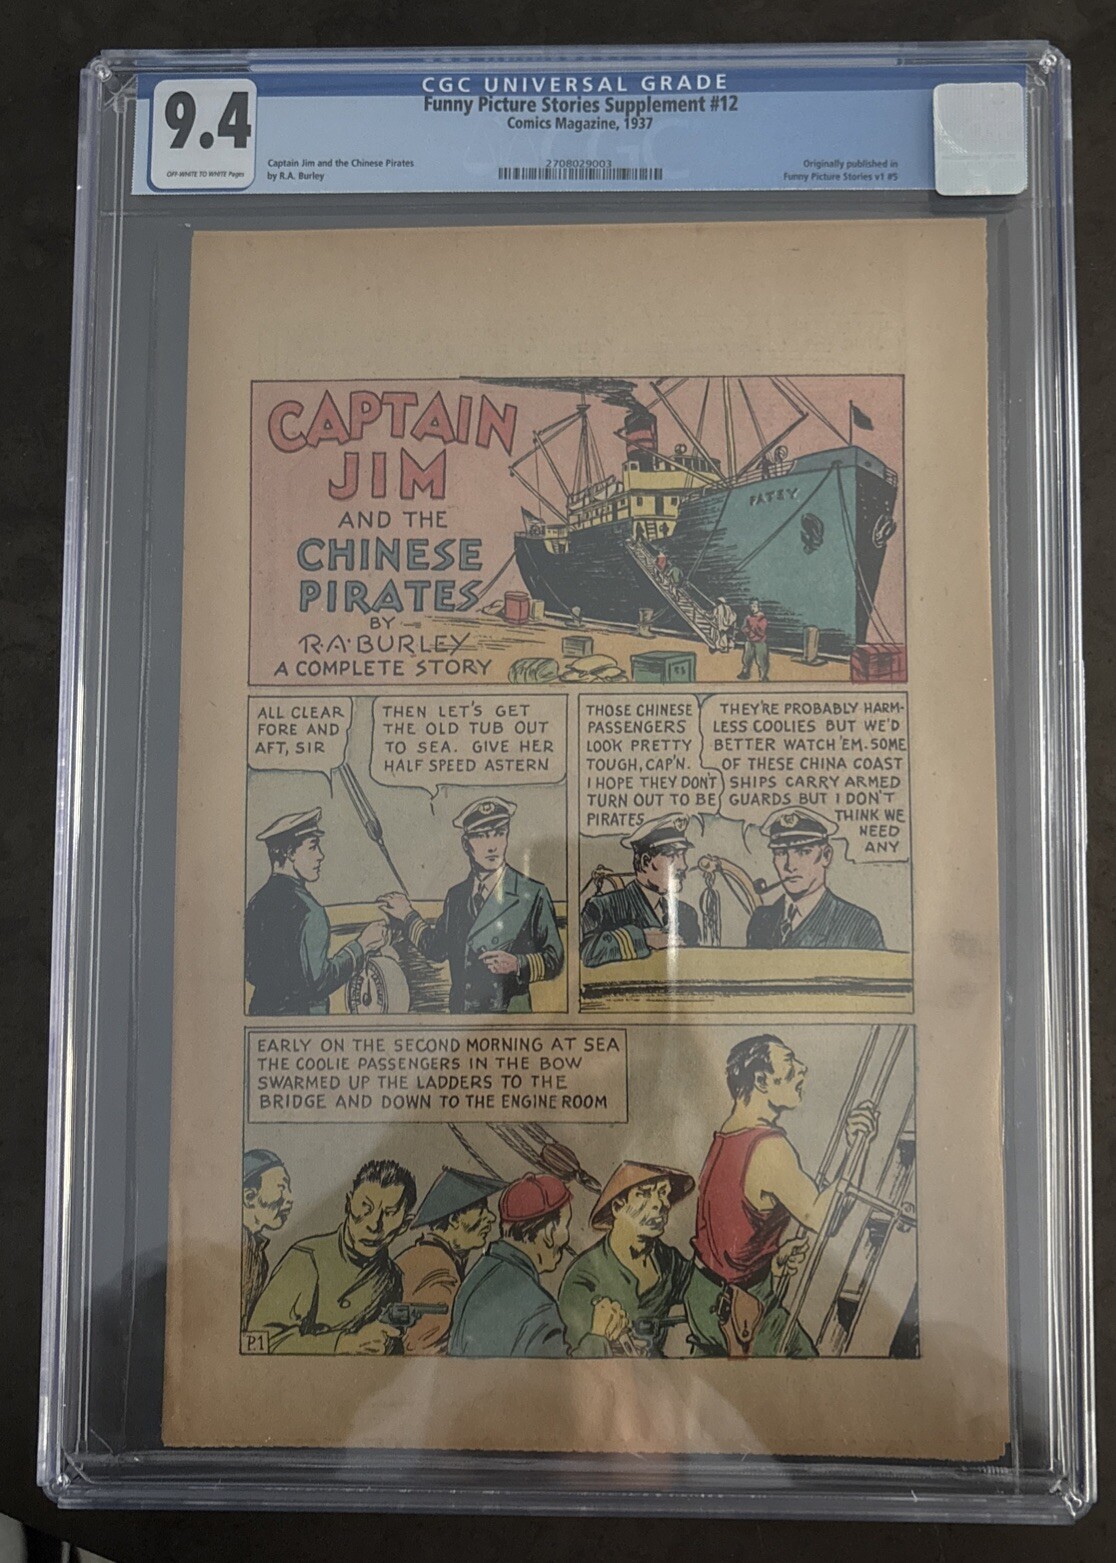 CGC UNIVERSAL GRADE
9.4
OFF-WHITE TO WHITE Pages
Funny Picture Stories Supplement #12
Comics Magazine, 1937
Captain Jim and the Chinese Pirates
by R.A. Burley
2708029003
Originally published in
Funny Picture Stories v1 #5
CAPTAIN
JIM
AND THE
CHINESE
PIRATES
BY
R.A. BURLEY
A COMPLETE STORY
PATSY
ALL CLEAR
FORE AND
AFT, SIR
THEN LET'S GET
THE OLD TUB OUT
TO SEA. GIVE HER
HALF SPEED ASTERN
THOSE CHINESE
PASSENGERS
LOOK PRETTY
TOUGH, CAP'N.
I HOPE THEY DON'T
TURN OUT TO BE
PIRATES
THEY'RE PROBABLY HARM-
LESS COOLIES BUT WE'D
BETTER WATCH 'EM. SOME
OF THESE CHINA COAST
SHIPS CARRY ARMED
GUARDS BUT I DON'T
THINK WE
NEED
ANY
EARLY ON THE SECOND MORNING AT SEA
THE COOLIE PASSENGERS IN THE BOW
SWARMED UP THE LADDERS TO THE
BRIDGE AND DOWN TO THE ENGINE ROOM
P.1